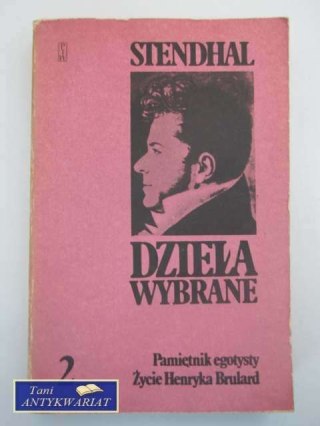 STENDHAL
DZIEŁA
WYBRANE
2
Pamiętnik egotysty
Życie Henryka Brulard
Tani
ANTYKWARIAT